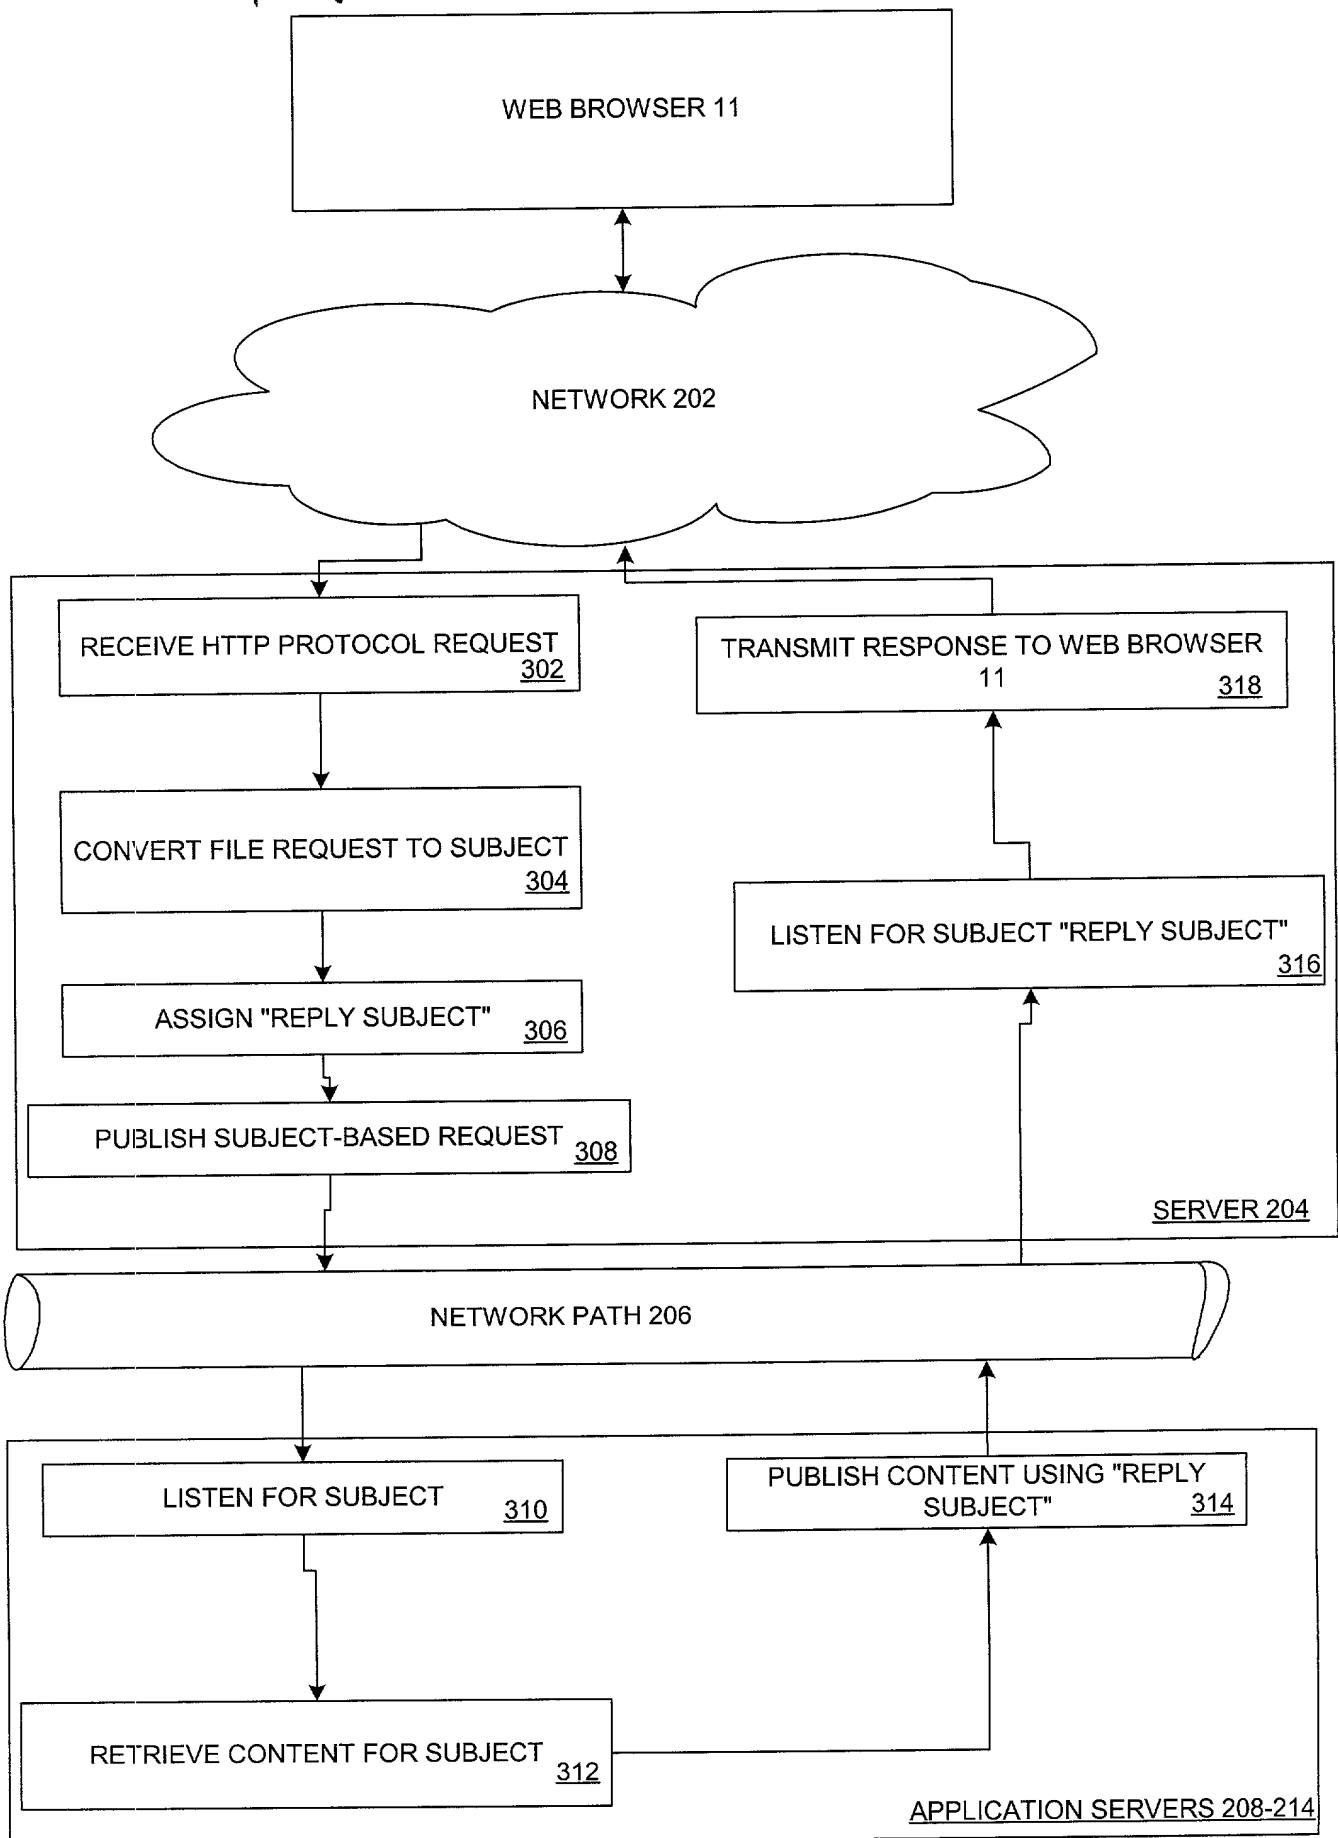 WEB BROWSER 11
NETWORK 202
RECEIVE HTTP PROTOCOL REQUEST
302
CONVERT FILE REQUEST TO SUBJECT
304
ASSIGN "REPLY SUBJECT"
306
PUBLISH SUBJECT-BASED REQUEST
308
TRANSMIT RESPONSE TO WEB BROWSER
11
318
LISTEN FOR SUBJECT "REPLY SUBJECT"
316
SERVER 204
NETWORK PATH 206
LISTEN FOR SUBJECT
310
RETRIEVE CONTENT FOR SUBJECT
312
PUBLISH CONTENT USING "REPLY
SUBJECT"
314
APPLICATION SERVERS 208-214